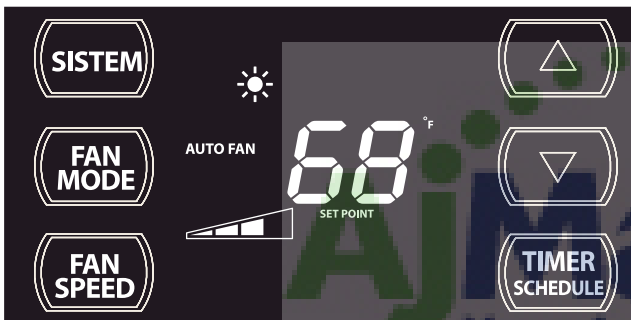 SISTEM
FAN
MODE
FAN
SPEED
AUTO FAN
68
°F
SET POINT
TIMER
SCHEDULE